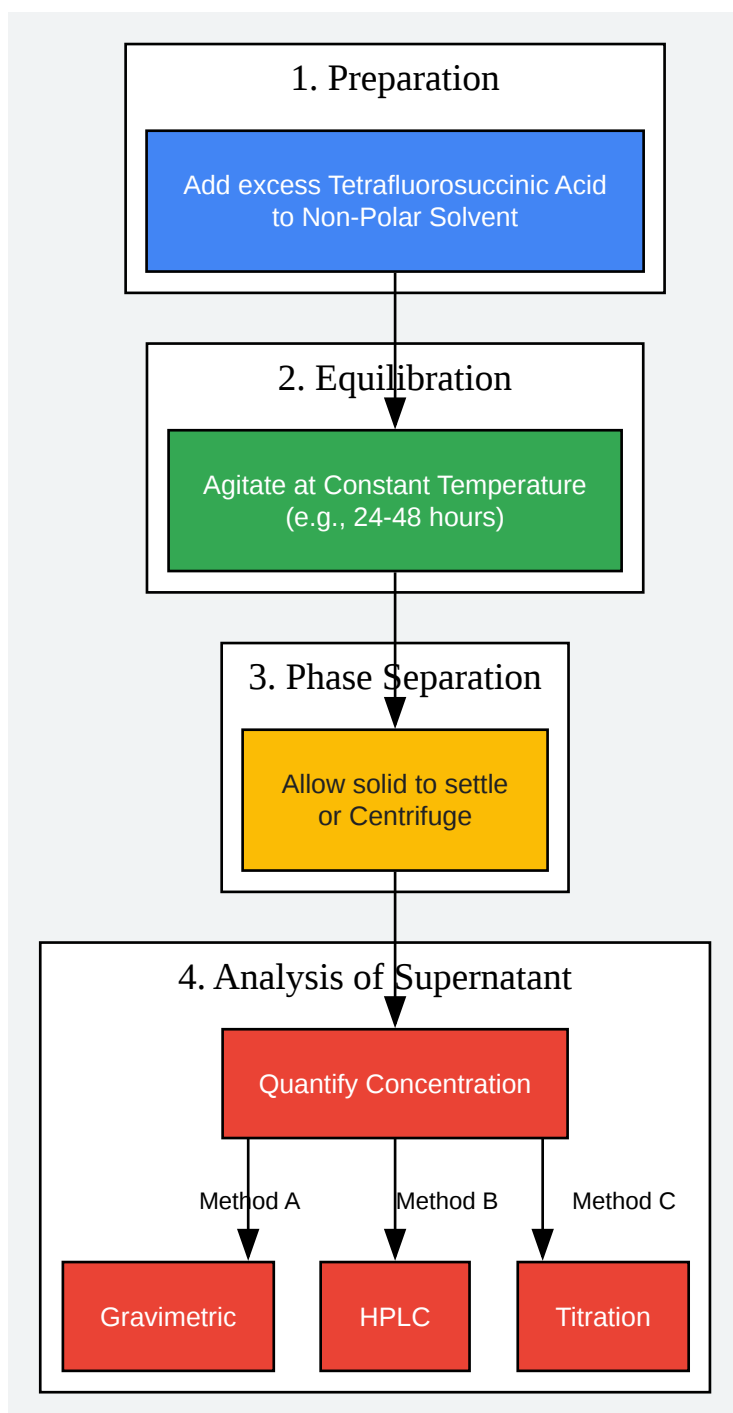 1. Preparation
Add excess Tetrafluorosuccinic Acid
to Non-Polar Solvent
2. Equilibration
Agitate at Constant Temperature
(e.g., 24-48 hours)
3. Phase Separation
Allow solid to settle
or Centrifuge
4. Analysis of Supernatant
Quantify Concentration
Method A
Method B
Method C
Gravimetric
HPLC
Titration